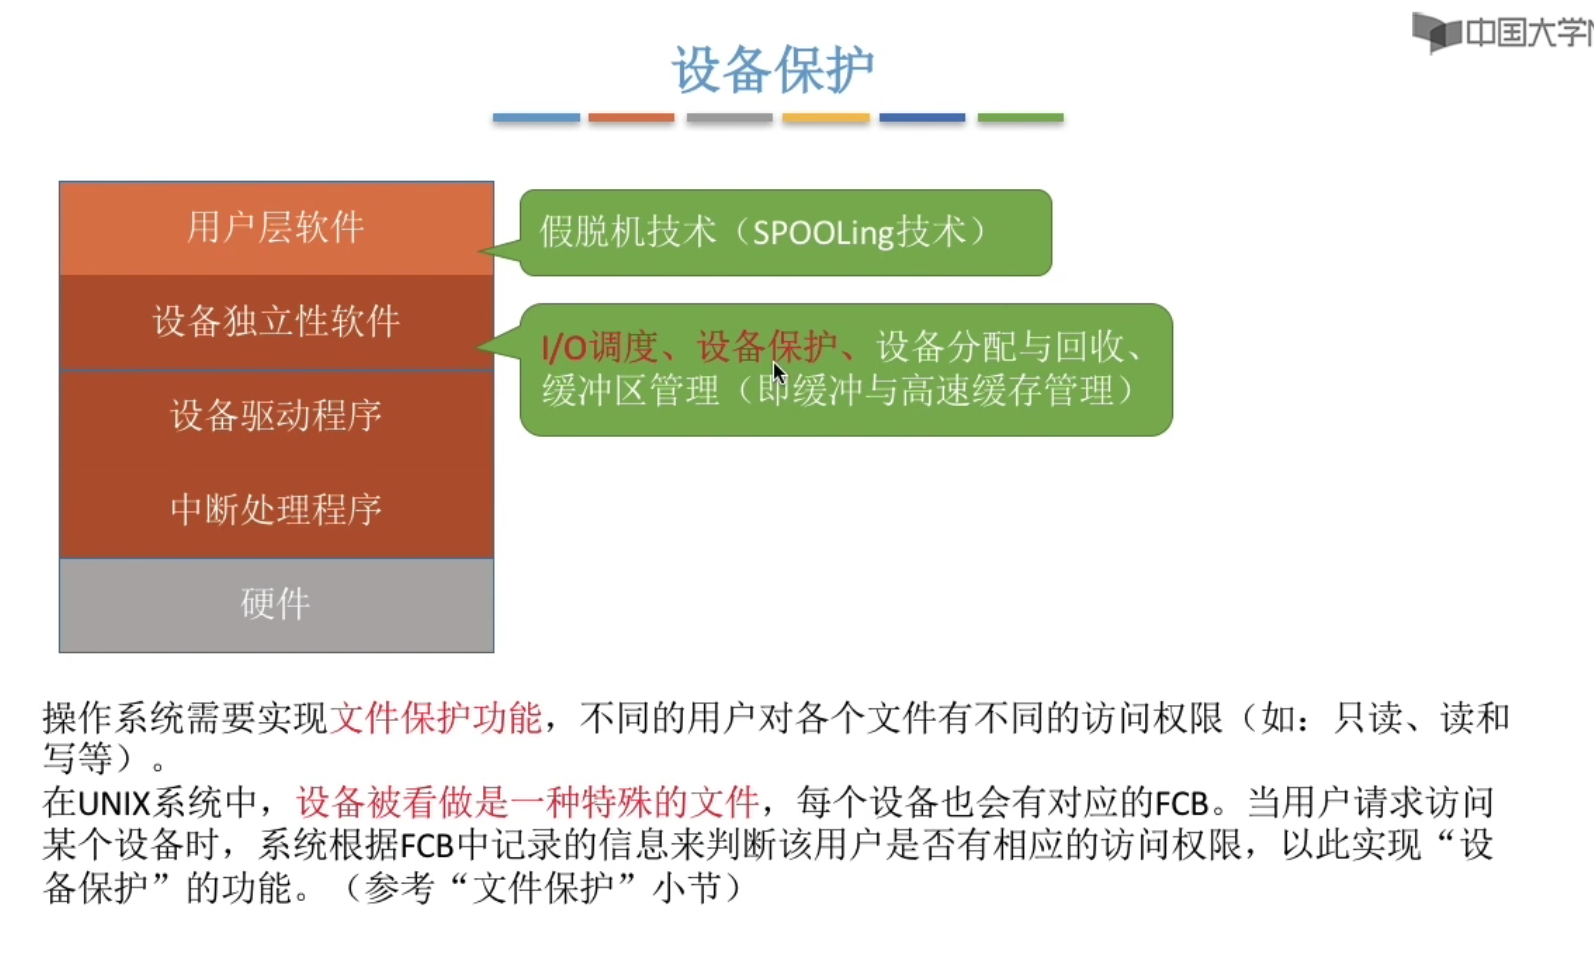 中国大学
设备保护
用户层软件
假脱机技术（SPOOLing技术）
设备独立性软件
I/O调度、设备保护、设备分配与回收、
缓冲区管理（即缓冲与高速缓存管理）
设备驱动程序
中断处理程序
硬件
操作系统需要实现文件保护功能，不同的用户对各个文件有不同的访问权限（如：只读、读和
写等）。
在UNIX系统中，设备被看做是一种特殊的文件，每个设备也会有对应的FCB。当用户请求访问
某个设备时，系统根据FCB中记录的信息来判断该用户是否有相应的访问权限，以此实现“设
备保护”的功能。（参考“文件保护”小节）